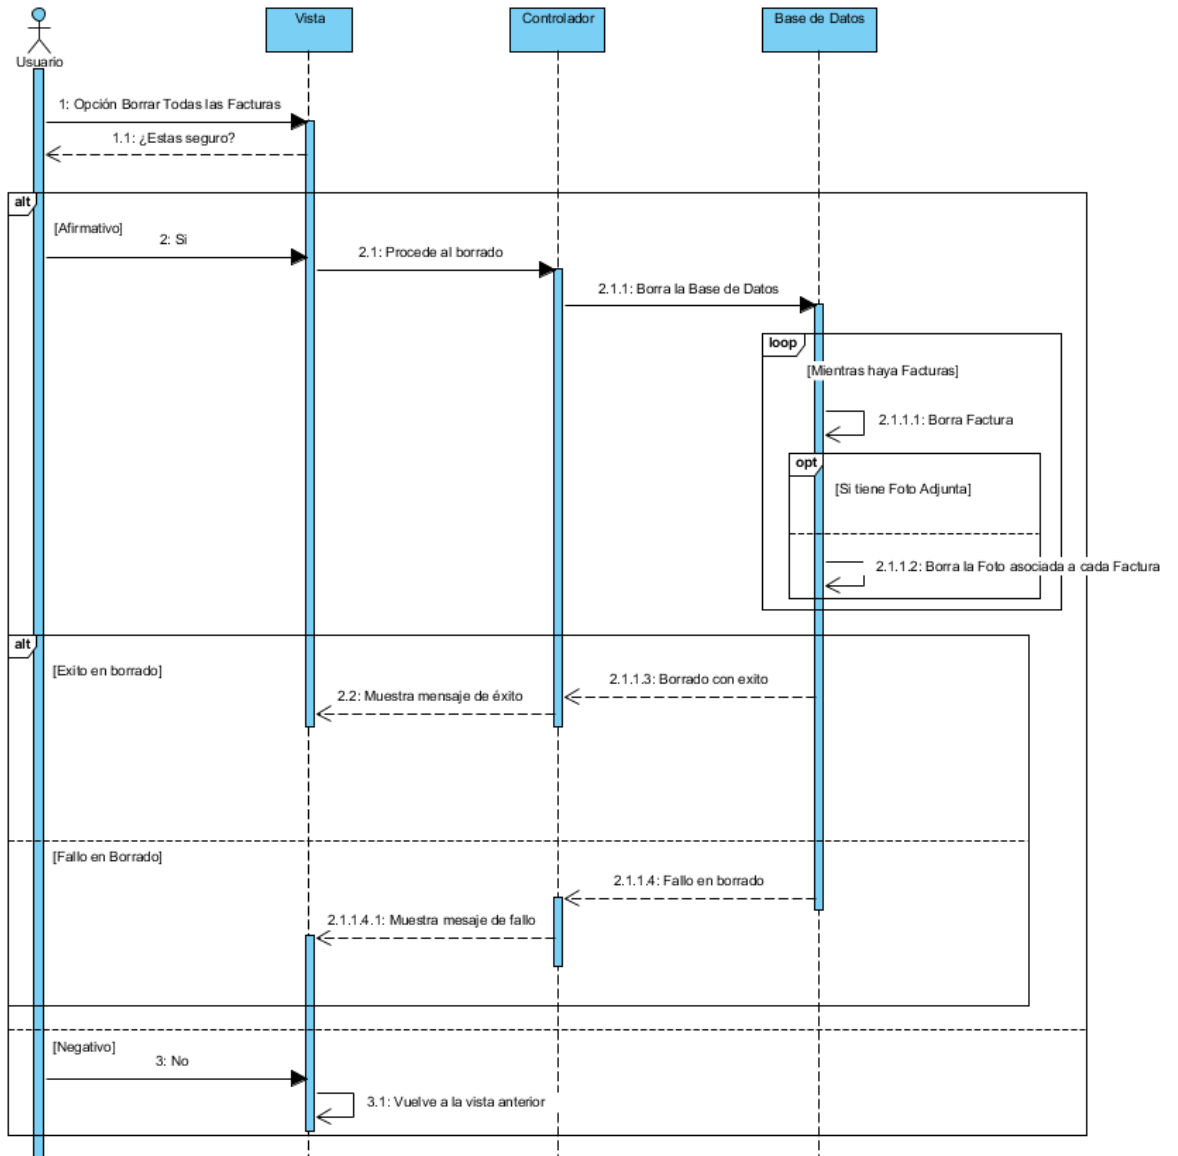 Vista
Controlador
Base de Datos
Usuario
1: Opción Borrar Todas las Facturas
1.1: ¿Estas seguro?
alt
[Afirmativo]
2: Si
2.1: Procede al borrado
2.1.1: Borra la Base de Datos
loop
[Mientras haya Facturas]
2.1.1.1: Borra Factura
opt
[Si tiene Foto Adjunta]
2.1.1.2: Borra la Foto asociada a cada Factura
alt
[Exito en borrado]
2.1.1.3: Borrado con exito
2.2: Muestra mensaje de éxito
[Fallo en Borrado]
2.1.1.4: Fallo en borrado
2.1.1.4.1: Muestra mesaje de fallo
[Negativo]
3: No
3.1: Vuelve a la vista anterior